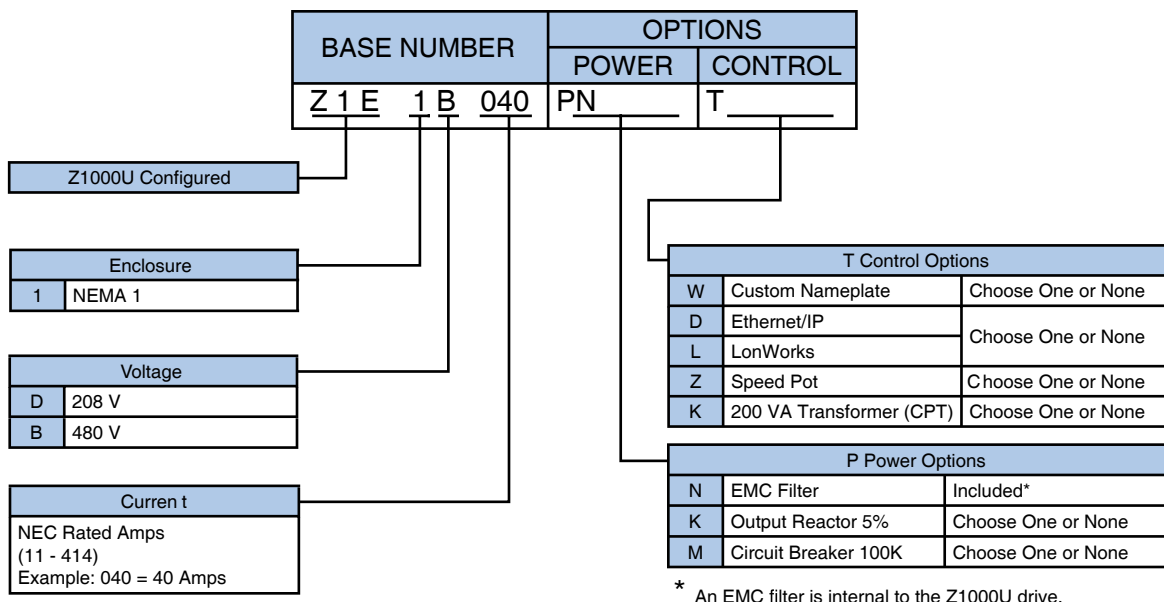 BASE NUMBER
OPTIONS
POWER CONTROL
Z 1 E 1 B 040 PN T
Z1000U Configured
Enclosure
1 NEMA 1
Voltage
D 208 V
B 480 V
Curren t
NEC Rated Amps
(11 - 414)
Example: 040 = 40 Amps
T Control Options
W Custom Nameplate Choose One or None
D Ethernet/IP
Choose One or None
L LonWorks
Z Speed Pot Choose One or None
K 200 VA Transformer (CPT) Choose One or None
P Power Options
N EMC Filter Included*
K Output Reactor 5% Choose One or None
M Circuit Breaker 100K Choose One or None
* An EMC filter is internal to the Z1000U drive.